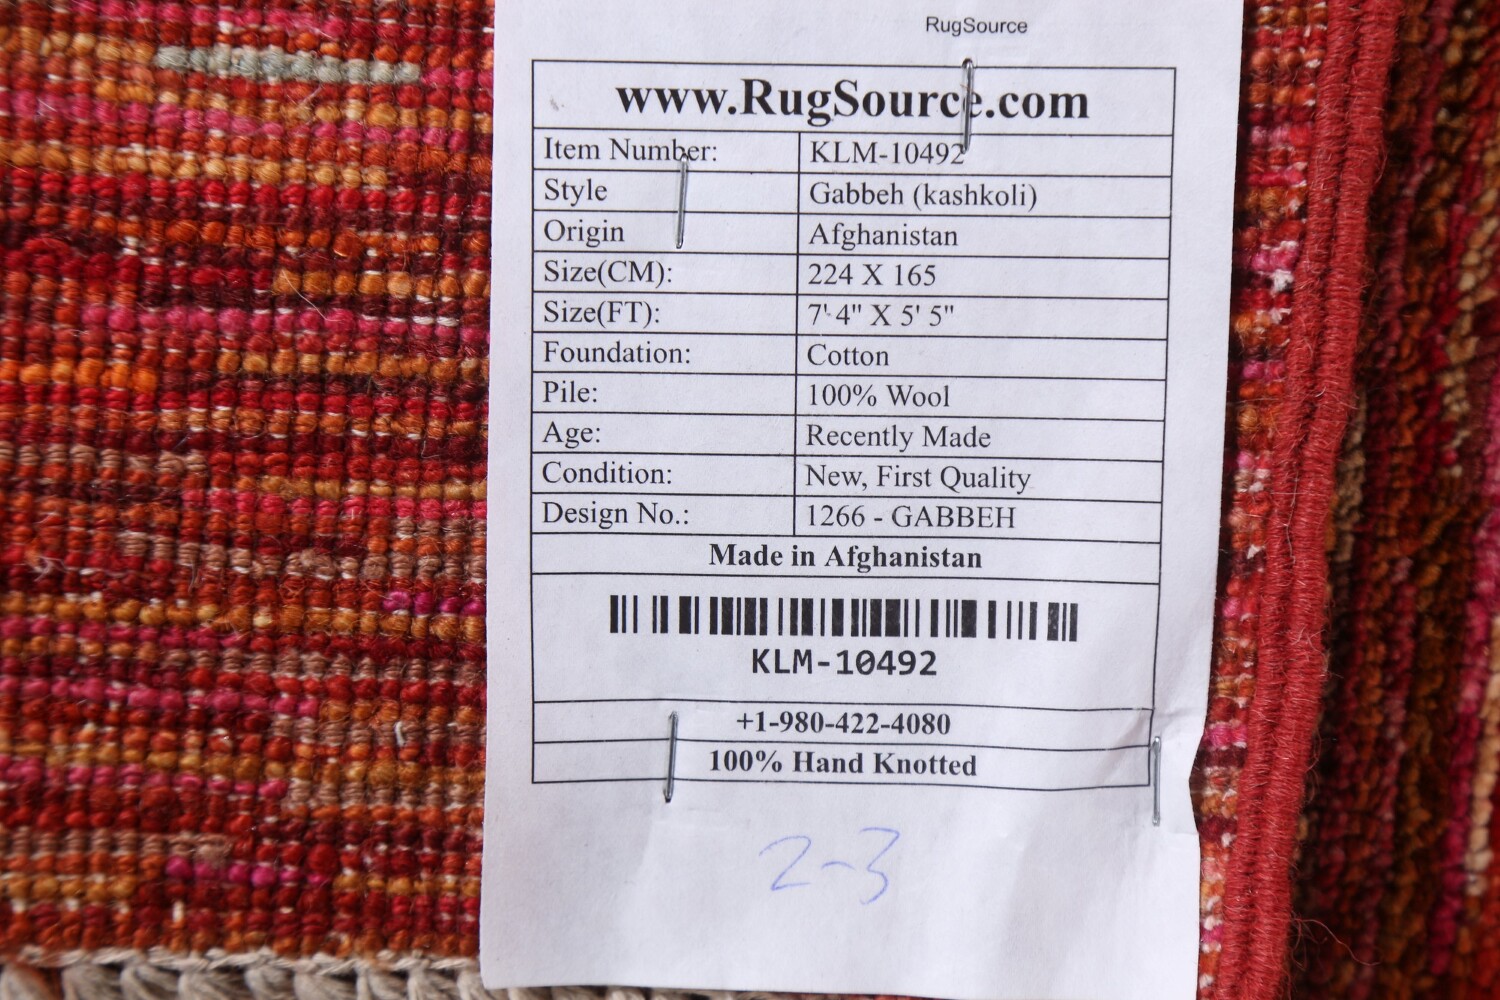 RugSource
www.RugSource.com
Item Number: KLM-10492
Style Gabbeh (kashkoli)
Origin Afghanistan
Size(CM): 224 X 165
Size(FT): 7' 4" X 5' 5"
Foundation: Cotton
Pile: 100% Wool
Age: Recently Made
Condition: New, First Quality
Design No.: 1266 - GABBEH
Made in Afghanistan
KLM-10492
+1-980-422-4080
100% Hand Knotted
2-3